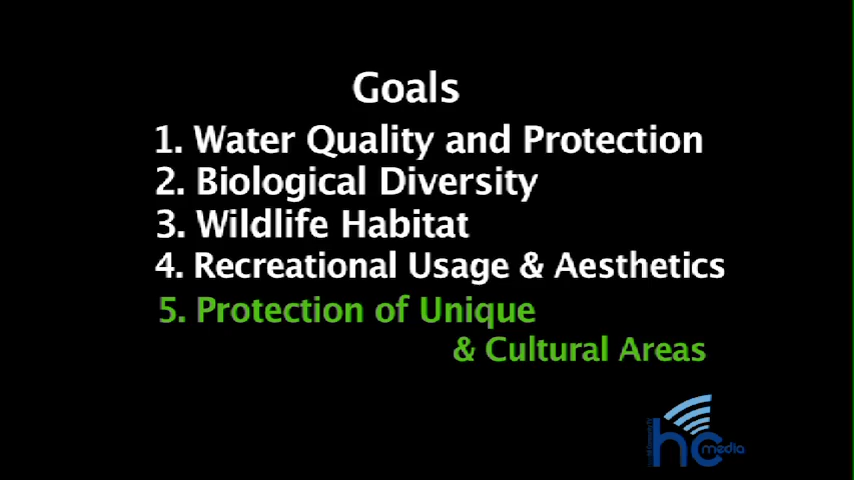 Goals
1. Water Quality and Protection
2. Biological Diversity
3. Wildlife Habitat
4. Recreational Usage & Aesthetics
5. Protection of Unique
& Cultural Areas
hc media